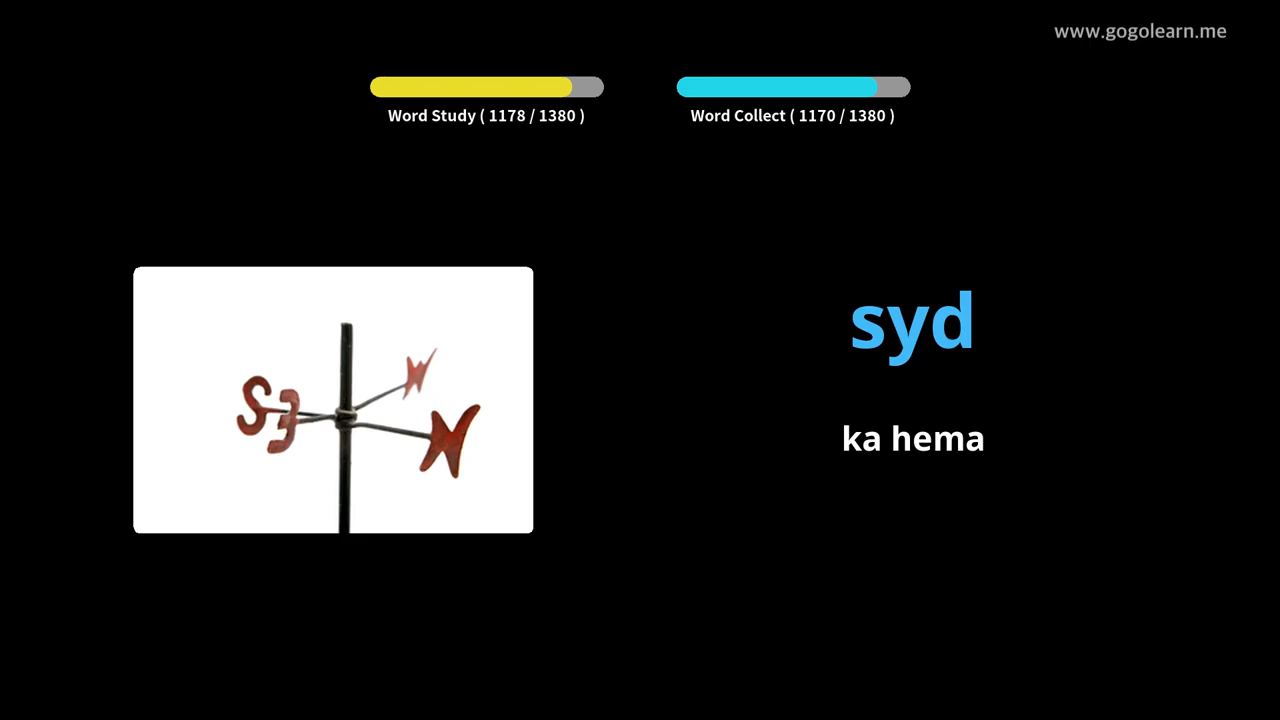 www.gogolearn.me
Word Study ( 1178 / 1380 )
Word Collect ( 1170 / 1380 )
S E N W
syd
ka hema